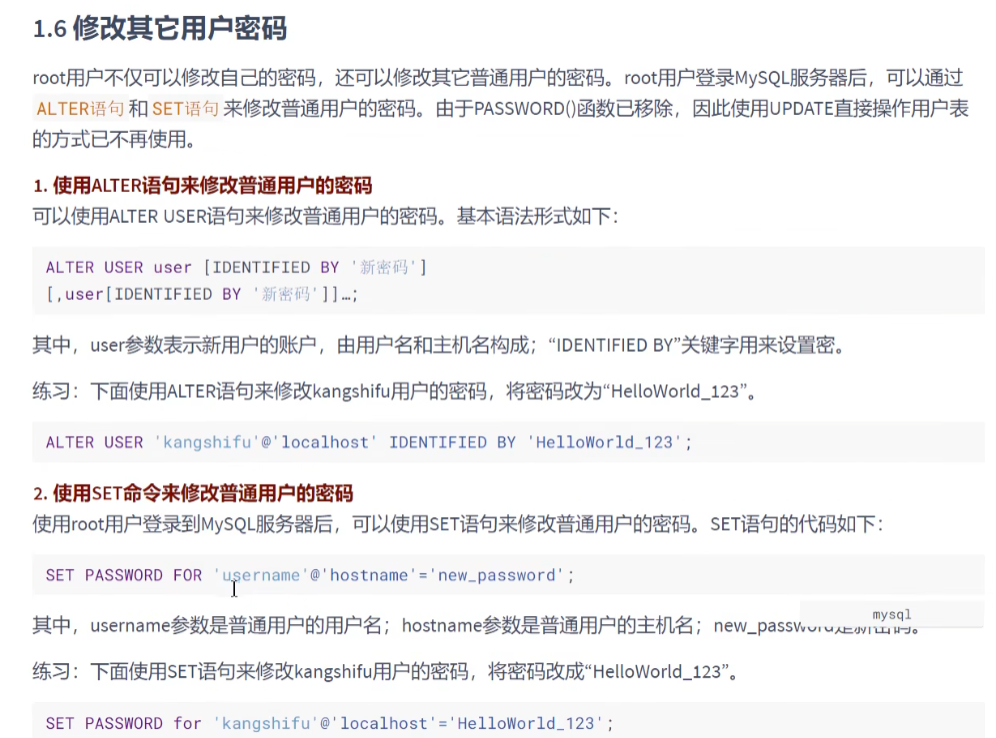 1.6 修改其它用户密码
root用户不仅可以修改自己的密码，还可以修改其它普通用户的密码。root用户登录MySQL服务器后，可以通过
ALTER语句 和 SET语句 来修改普通用户的密码。由于PASSWORD()函数已移除，因此使用UPDATE直接操作用户表
的方式已不再使用。
1. 使用ALTER语句来修改普通用户的密码
可以使用ALTER USER语句来修改普通用户的密码。基本语法形式如下：
ALTER USER user [IDENTIFIED BY '新密码']
[,user[IDENTIFIED BY '新密码']]…;
其中，user参数表示新用户的账户，由用户名和主机名构成；“IDENTIFIED BY”关键字用来设置密。
练习：下面使用ALTER语句来修改kangshifu用户的密码，将密码改为“HelloWorld_123”。
ALTER USER 'kangshifu'@'localhost' IDENTIFIED BY 'HelloWorld_123';
2. 使用SET命令来修改普通用户的密码
使用root用户登录到MySQL服务器后，可以使用SET语句来修改普通用户的密码。SET语句的代码如下：
SET PASSWORD FOR 'username'@'hostname'='new_password';
mysql
其中，username参数是普通用户的用户名；hostname参数是普通用户的主机名；new_password是新密码。
练习：下面使用SET语句来修改kangshifu用户的密码，将密码改成“HelloWorld_123”。
SET PASSWORD for 'kangshifu'@'localhost'='HelloWorld_123';